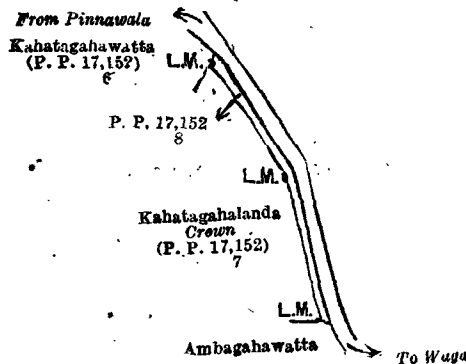 From Pinnawala
Kahatagahawatta
(P. P. 17,152)
6
L.M.
P. P. 17,152
8
L.M.
Kahatagahalanda
Crown
(P. P. 17,152)
7
L.M.
Ambagahawatta
To Waga